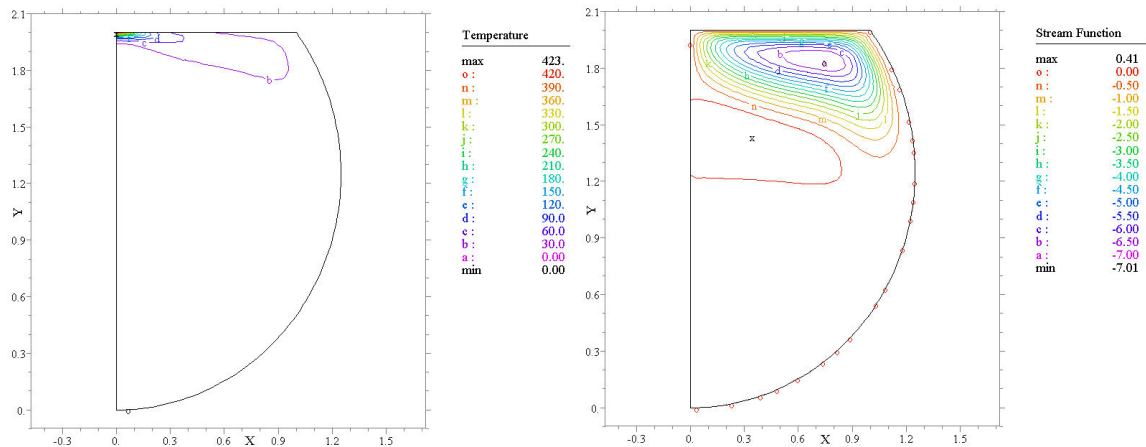 Temperature
max 423.
o : 420.
n : 390.
m : 360.
l : 330.
k : 300.
j : 270.
i : 240.
h : 210.
g : 180.
f : 150.
e : 120.
d : 90.0
c : 60.0
b : 30.0
a : 0.00
min 0.00
2.1
1.8
1.5
1.2
0.9
0.6
0.3
0.
Y
-0.3 0. 0.3 0.6 0.9 1.2 1.5
X
x
c
d
b
o
Stream Function
max 0.41
o : 0.00
n : -0.50
m : -1.00
l : -1.50
k : -2.00
j : -2.50
i : -3.00
h : -3.50
g : -4.00
f : -4.50
e : -5.00
d : -5.50
c : -6.00
b : -6.50
a : -7.00
min -7.01
2.1
1.8
1.5
1.2
0.9
0.6
0.3
0.
Y
-0.3 0. 0.3 0.6 0.9 1.2 1.5
X
b
a
c
e
d
f
h
k
j
l
m
n
x
o